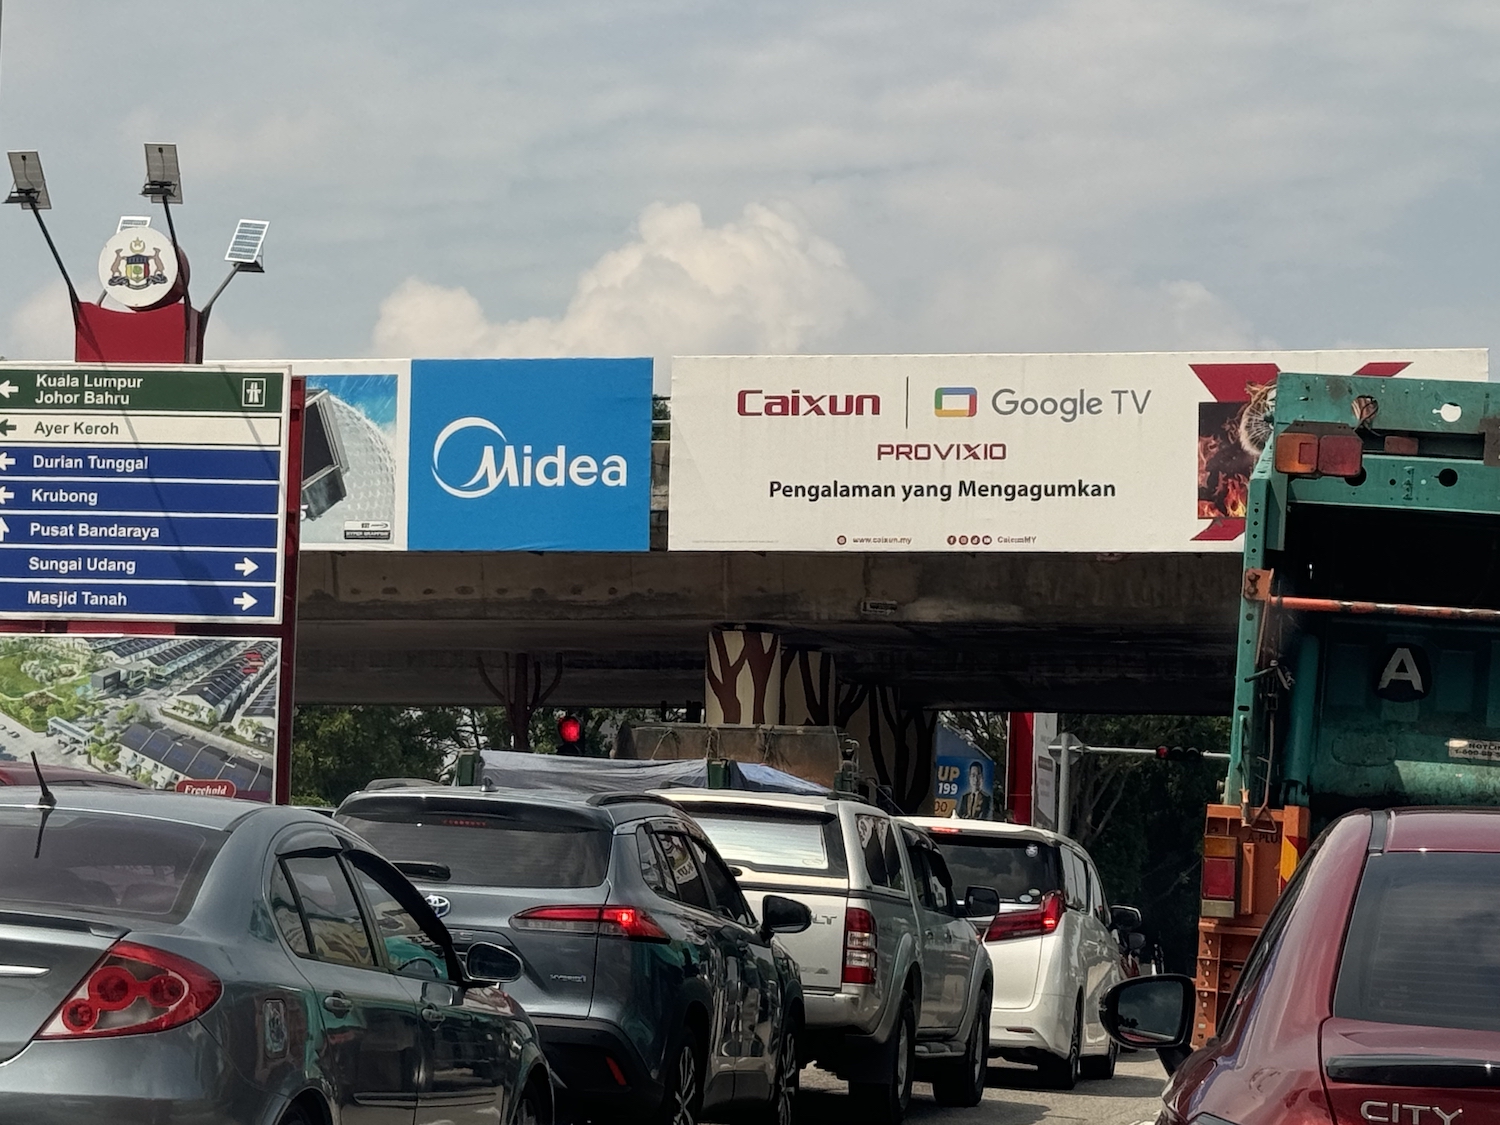 Kuala Lumpur
Johor Bahru
Ayer Keroh
Durian Tunggal
Krubong
Pusat Bandaraya
Sungai Udang
Masjid Tanah
Freehold
Midea
Caixun
Google TV
PROVIXIO
Pengalaman yang Mengagumkan
www.caixun.my
CaixunMY
UP
199
A
HYBRID
CITY